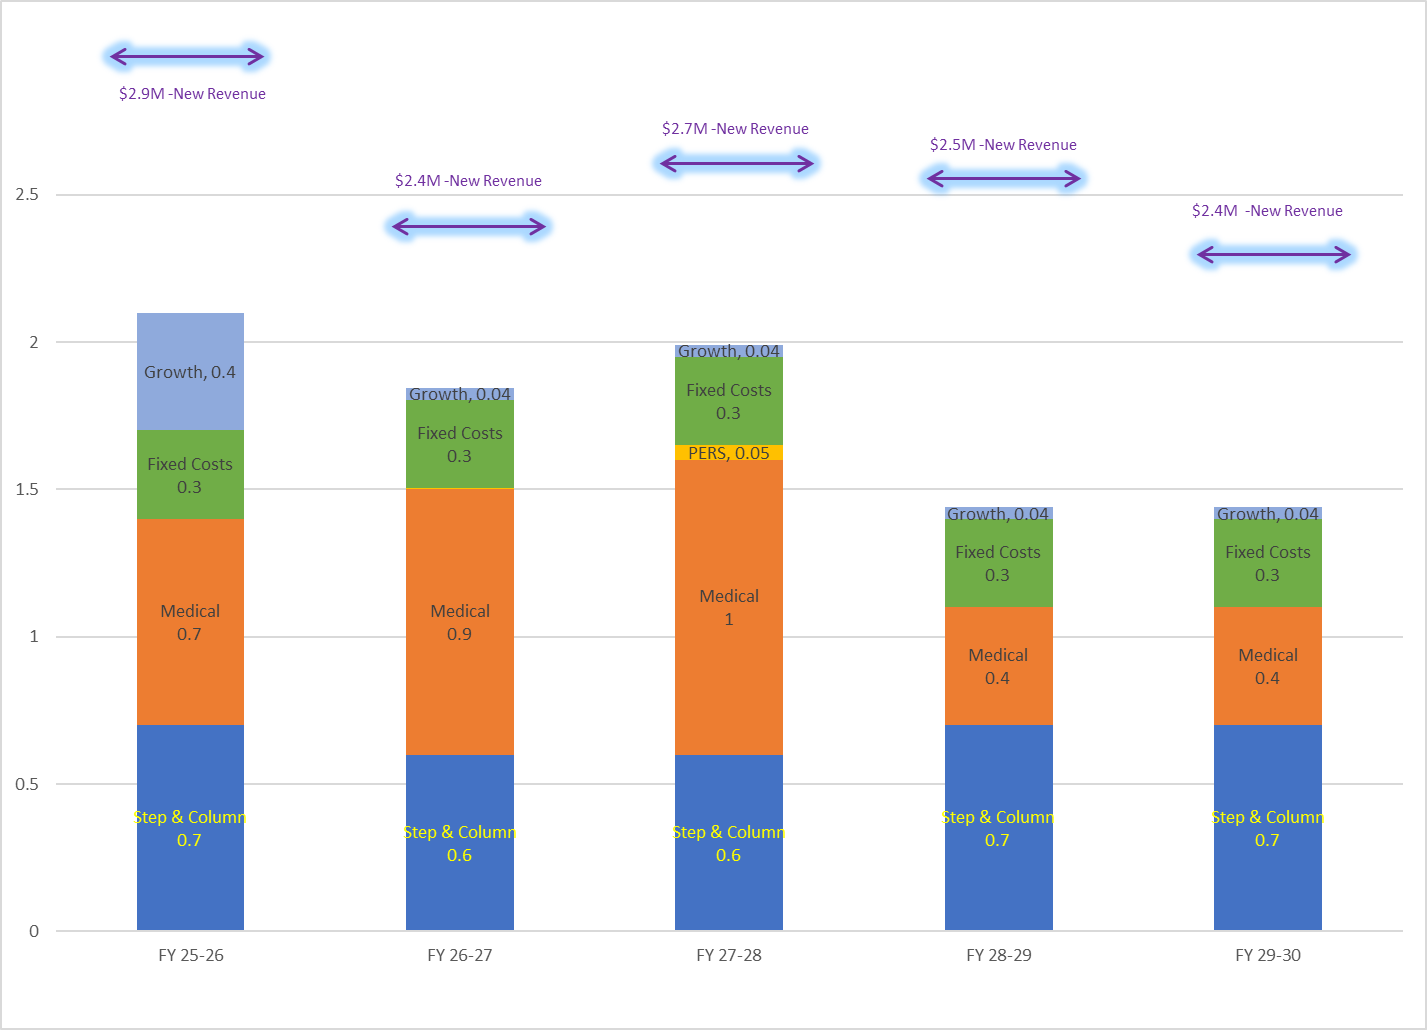 $2.9M -New Revenue
$2.7M -New Revenue
$2.5M -New Revenue
$2.4M -New Revenue
$2.4M  -New Revenue
2.5
2
1.5
1
0.5
0
Growth, 0.4
Fixed Costs
0.3
Medical
0.7
Step & Column
0.7
Growth, 0.04
Fixed Costs
0.3
Medical
0.9
Step & Column
0.6
Growth, 0.04
Fixed Costs
0.3
PERS, 0.05
Medical
1
Step & Column
0.6
Growth, 0.04
Fixed Costs
0.3
Medical
0.4
Step & Column
0.7
Growth, 0.04
Fixed Costs
0.3
Medical
0.4
Step & Column
0.7
FY 25-26
FY 26-27
FY 27-28
FY 28-29
FY 29-30